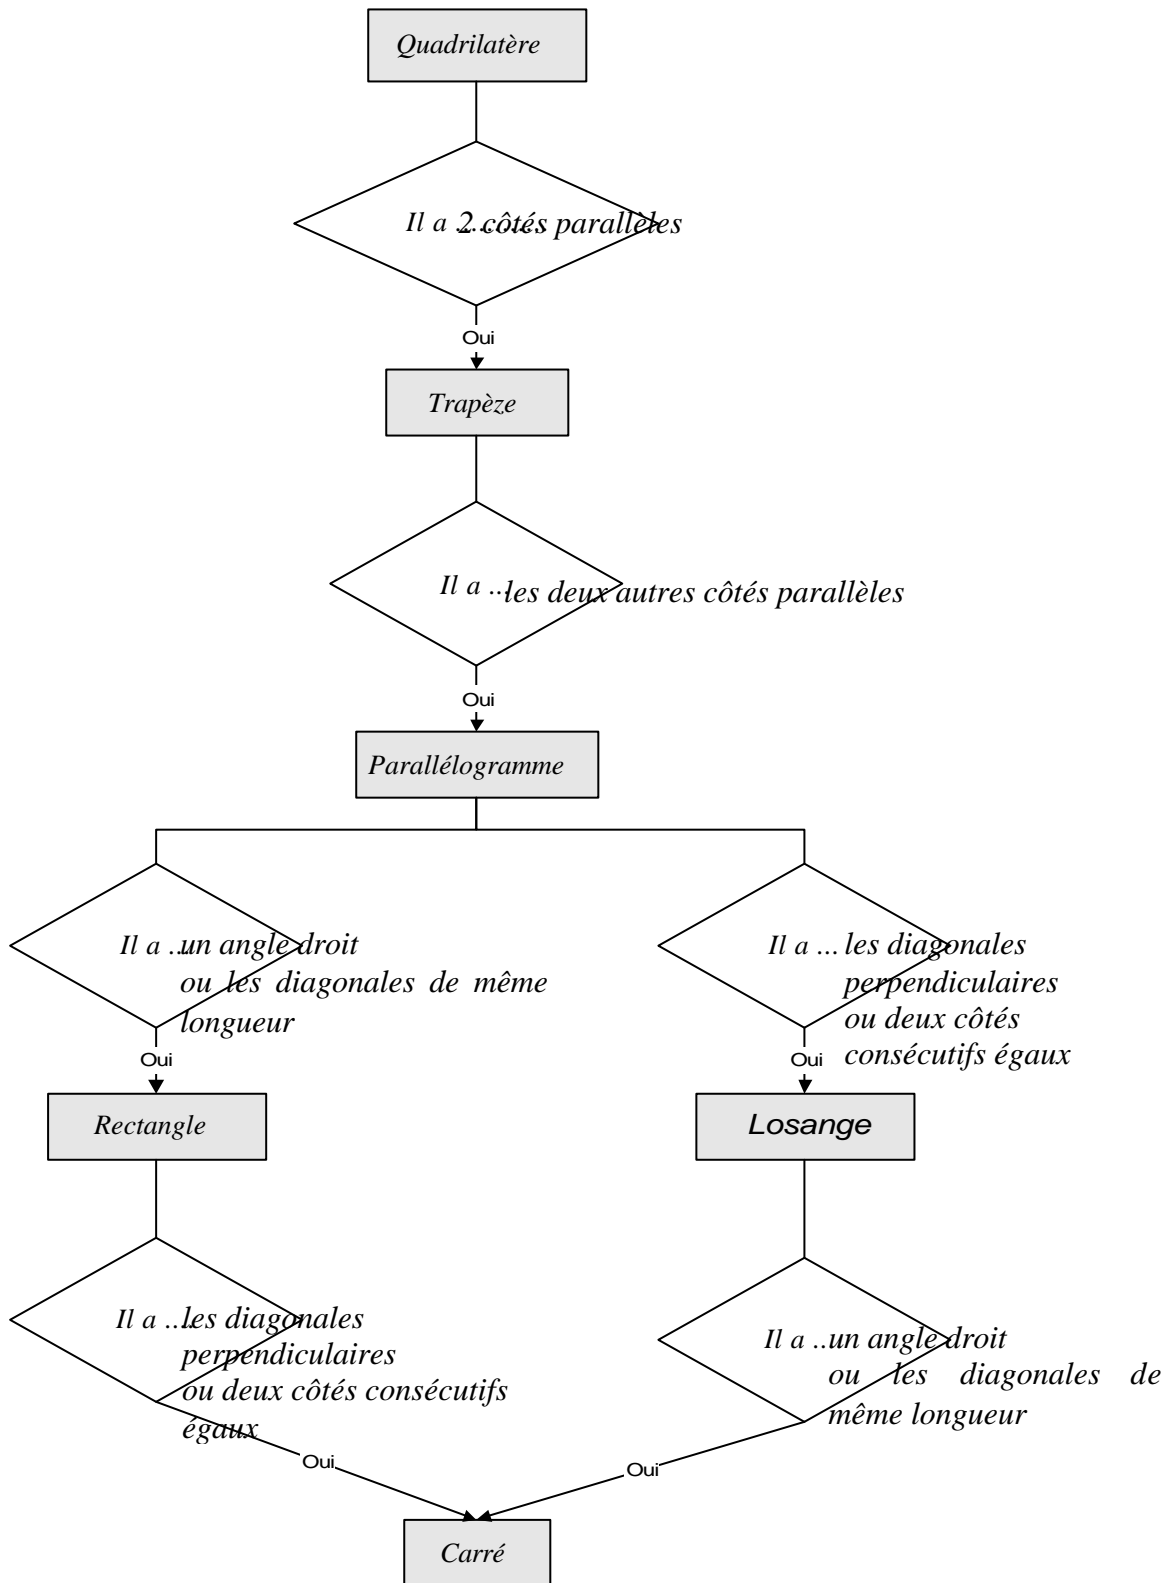 Quadrilatère
Il a ........... 2 côtés parallèles
Oui
Trapèze
Il a ... les deux autres côtés parallèles
Oui
Parallélogramme
Il a ... un angle droit
ou les diagonales de même
longueur
Il a ... les diagonales
perpendiculaires
ou deux côtés
consécutifs égaux
Oui
Oui
Rectangle
Losange
Il a .... les diagonales
perpendiculaires
ou deux côtés consécutifs
égaux
Il a .. un angle droit
ou les diagonales de
même longueur
Oui
Oui
Carré